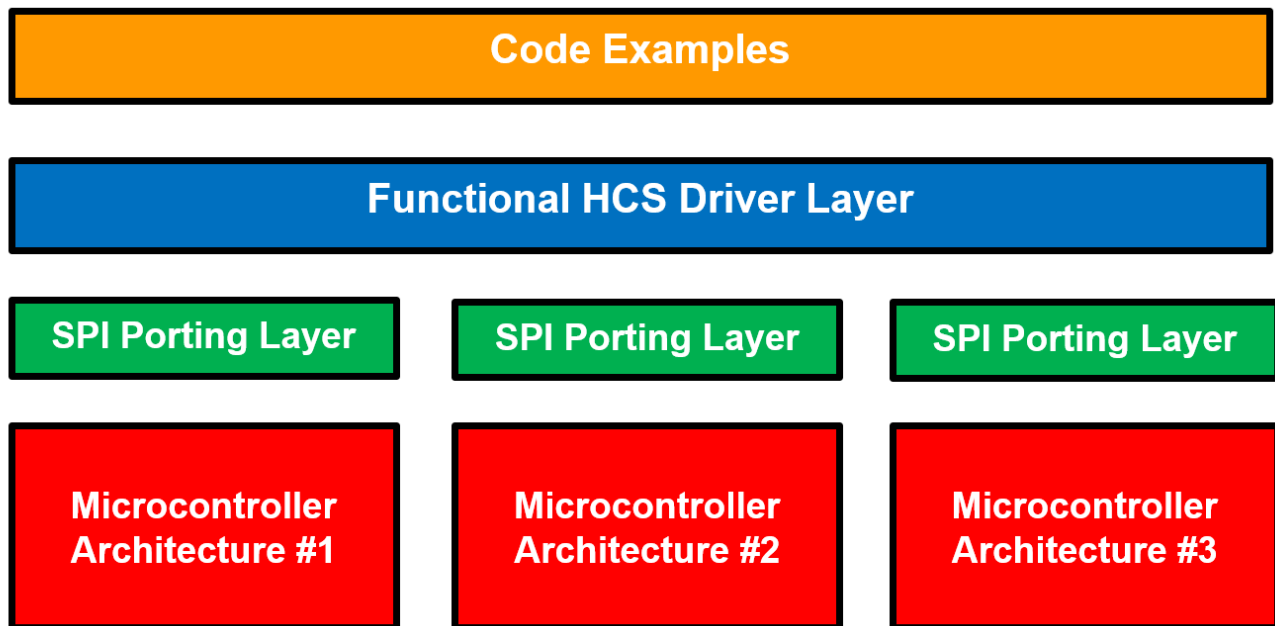 Code Examples
Functional HCS Driver Layer
SPI Porting Layer
SPI Porting Layer
SPI Porting Layer
Microcontroller
Architecture #1
Microcontroller
Architecture #2
Microcontroller
Architecture #3